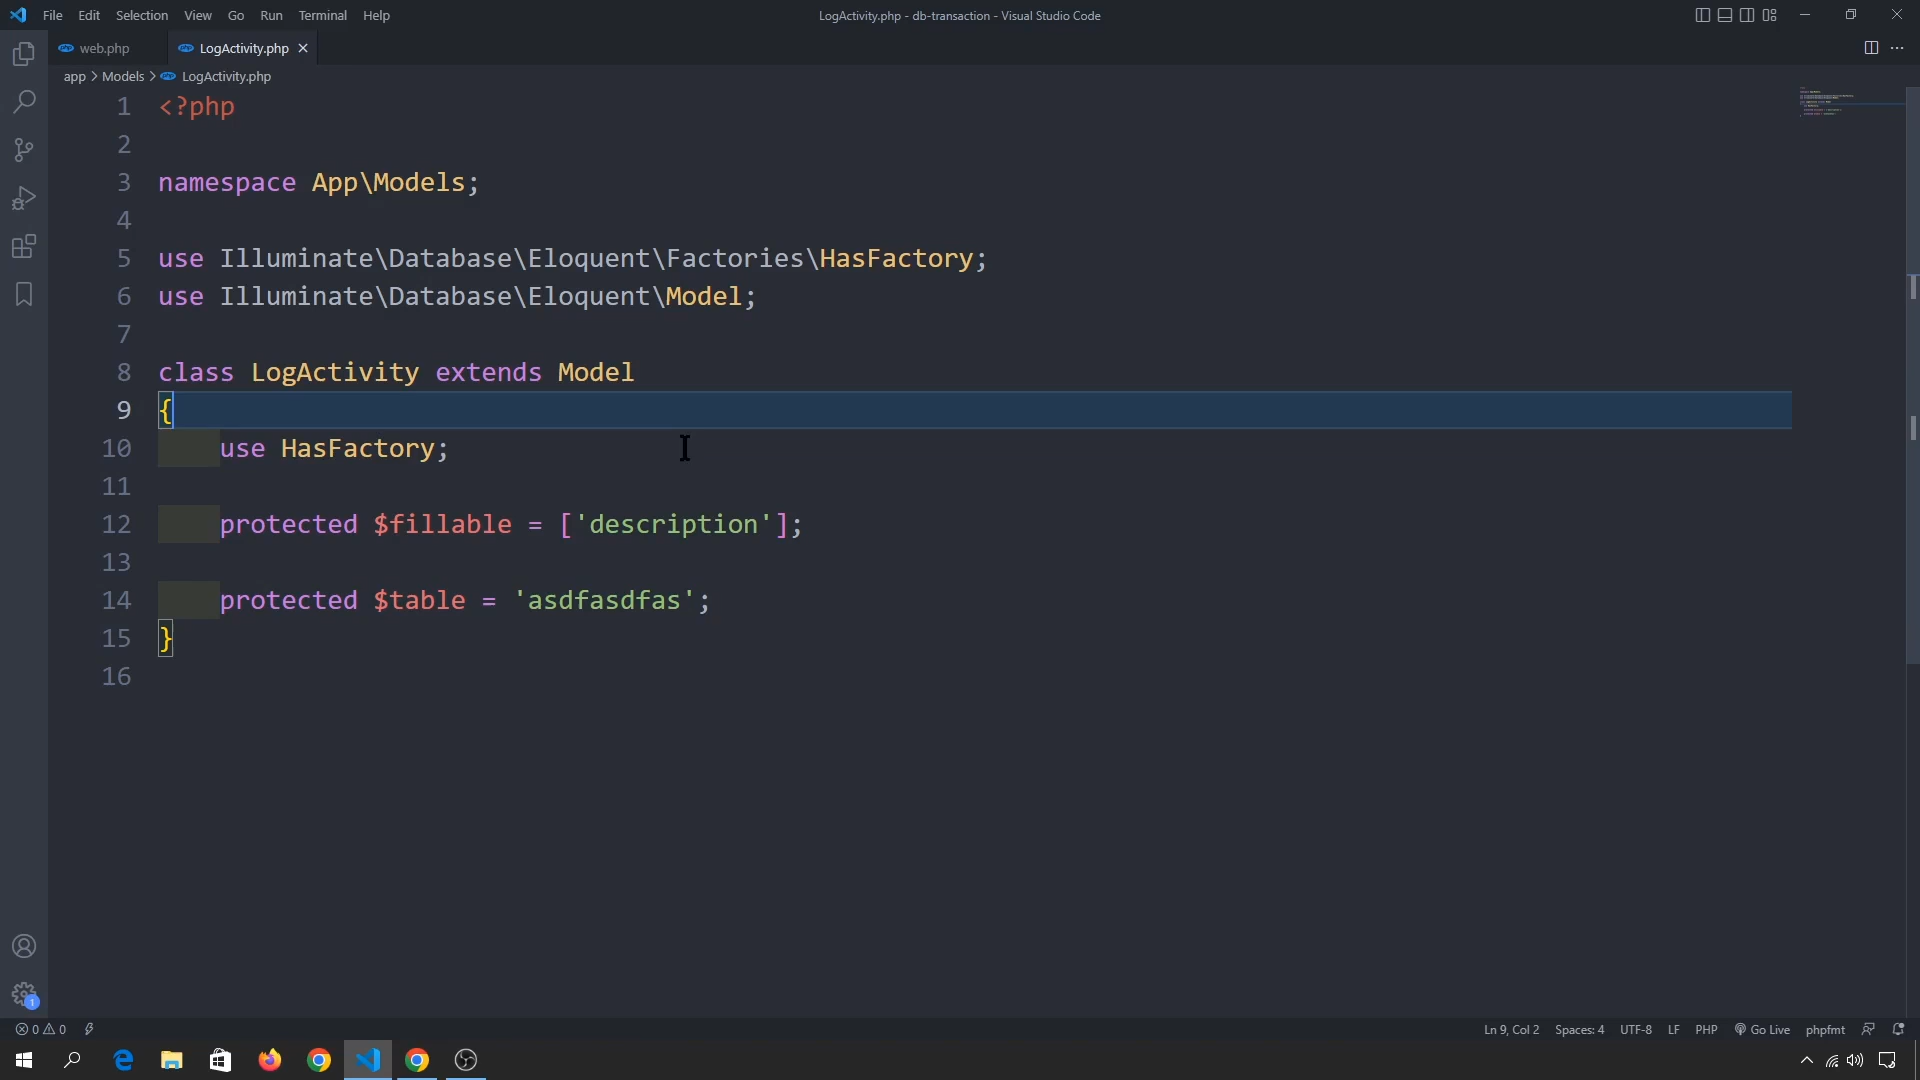 File Edit Selection View Go Run Terminal Help
LogActivity.php - db-transaction - Visual Studio Code
web.php
LogActivity.php
app > Models > LogActivity.php
1 <?php
2
3 namespace App\Models;
4
5 use Illuminate\Database\Eloquent\Factories\HasFactory;
6 use Illuminate\Database\Eloquent\Model;
7
8 class LogActivity extends Model
9 {
10 use HasFactory;
11
12 protected $fillable = ['description'];
13
14 protected $table = 'asdfasdfas';
15 }
16
1
0 0
Ln 9, Col 2 Spaces: 4 UTF-8 LF PHP Go Live phpfmt